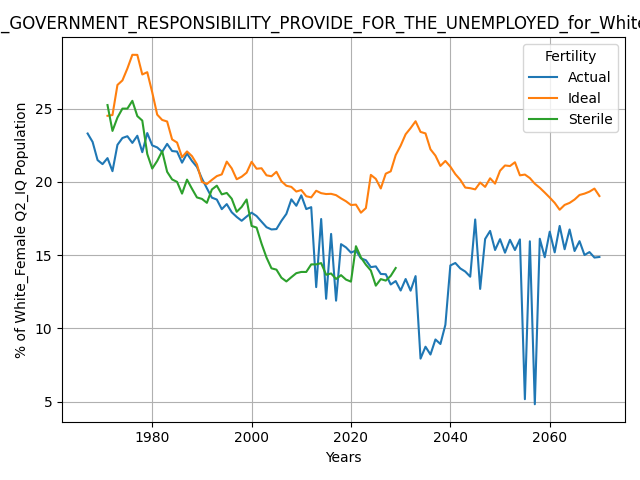 _GOVERNMENT_RESPONSIBILITY_PROVIDE_FOR_THE_UNEMPLOYED_for_White
Fertility
Actual
Ideal
Sterile
% of White_Female Q2_IQ Population
25
20
15
10
5
1980 2000 2020 2040 2060
Years